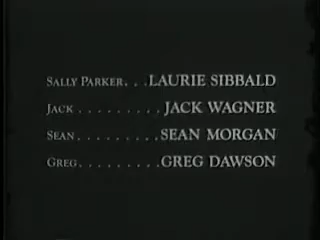 Sally Parker...LAURIE SIBBALD
Jack.........JACK WAGNER
Sean.........SEAN MORGAN
Greg.........GREG DAWSON